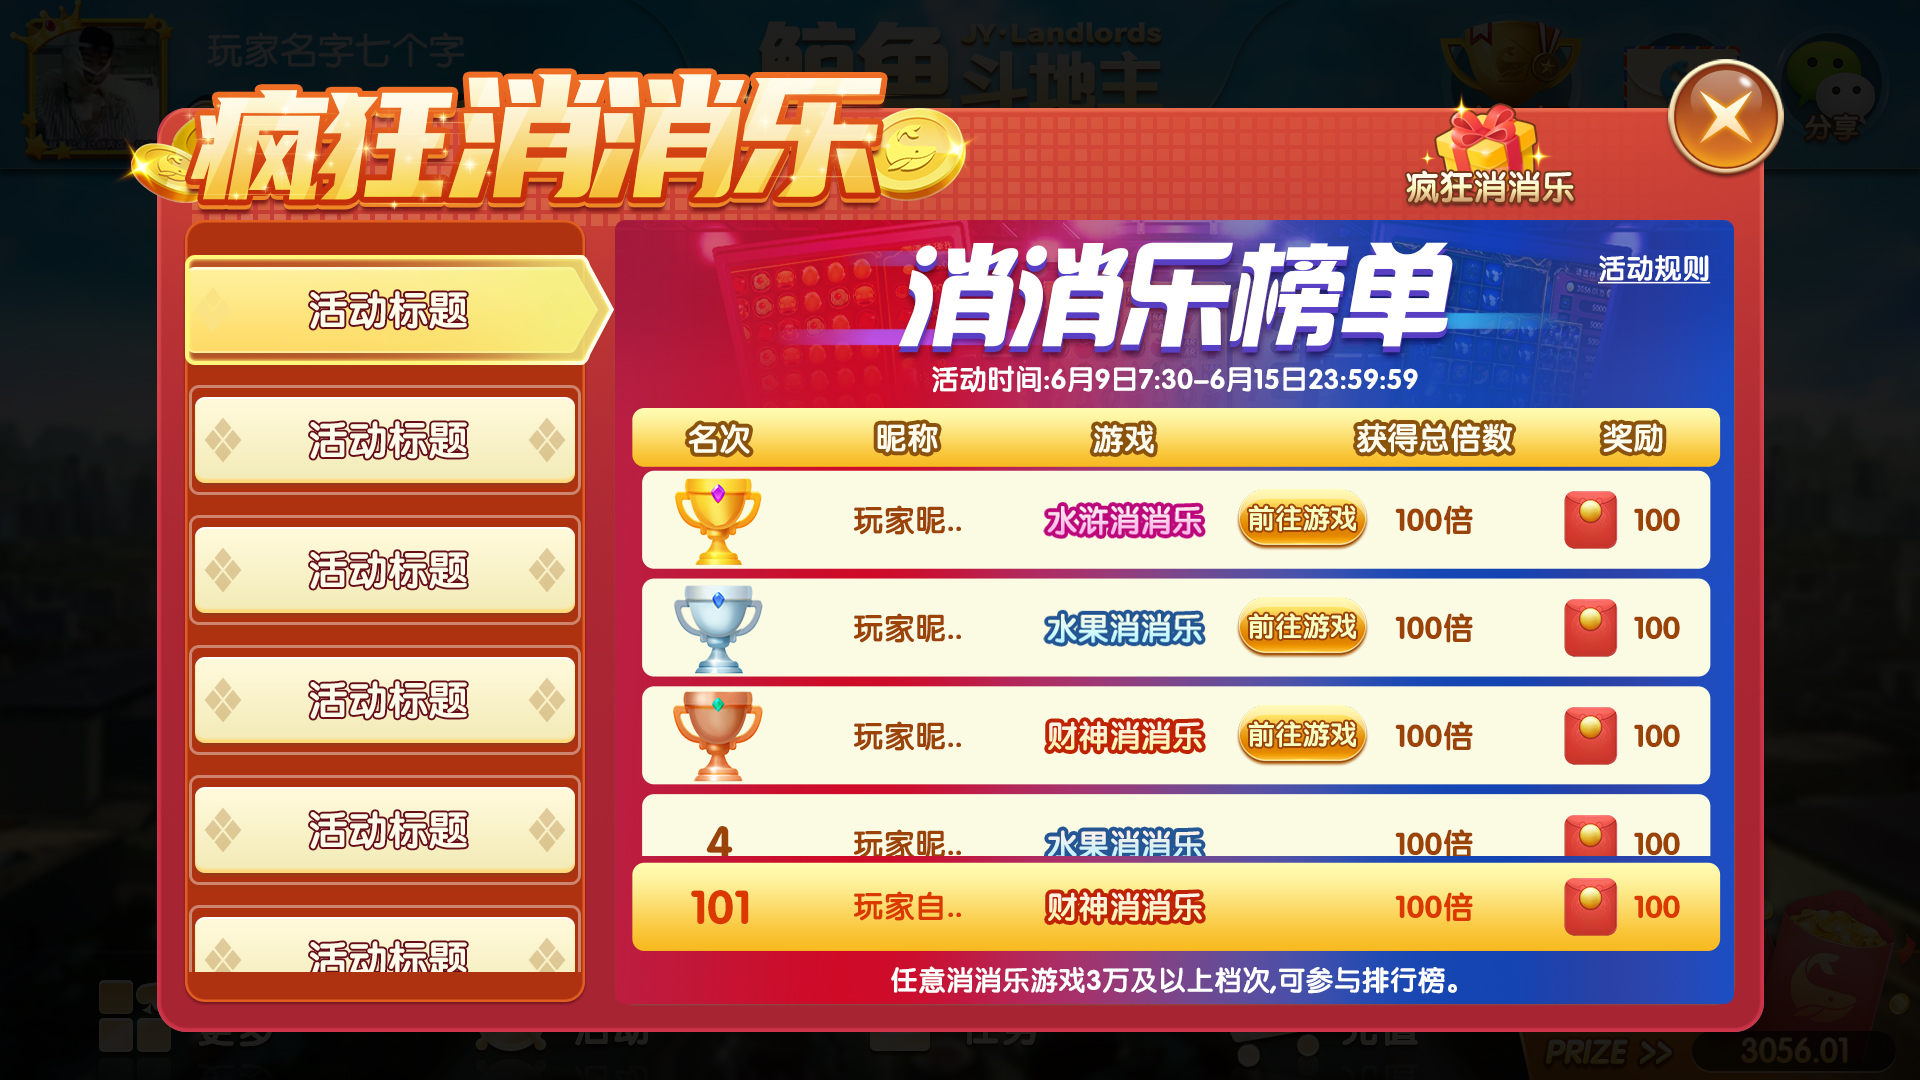 玩家名字七个字
鲸鱼斗地主
JY-Landlords
分享
疯狂消消乐
疯狂消消乐
活动标题
活动标题
活动标题
活动标题
活动标题
活动标题
消消乐榜单
活动规则
活动时间:6月9日7:30–6月15日23:59:59
名次 昵称 游戏 获得总倍数 奖励
玩家昵.. 水浒消消乐 前往游戏 100倍 100
玩家昵.. 水果消消乐 前往游戏 100倍 100
玩家昵.. 财神消消乐 前往游戏 100倍 100
4 玩家昵.. 水果消消乐 100倍 100
101 玩家自.. 财神消消乐 100倍 100
任意消消乐游戏3万及以上档次,可参与排行榜。
更多 活动 任务 充值
PRIZE >> 3056.01